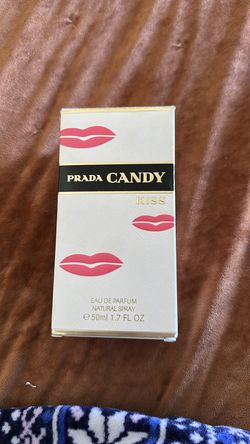 PRADA CANDY
KISS
EAU DE PARFUM
NATURAL SPRAY
℮ 50ml 1.7 FL OZ